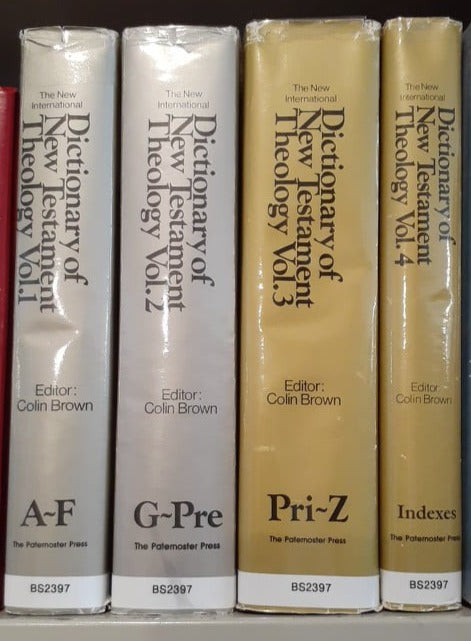 The New
International
Dictionary of
New Testament
Theology Vol.1
Editor:
Colin Brown
A~F
The Paternoster Press
BS2397
The New
International
Dictionary of
New Testament
Theology Vol.2
Editor:
Colin Brown
G~Pre
The Paternoster Press
BS2397
The New
International
Dictionary of
New Testament
Theology Vol.3
Editor:
Colin Brown
Pri~Z
The Paternoster Press
BS2397
The New
International
Dictionary of
New Testament
Theology Vol.4
Editor:
Colin Brown
Indexes
The Paternoster Press
BS2397